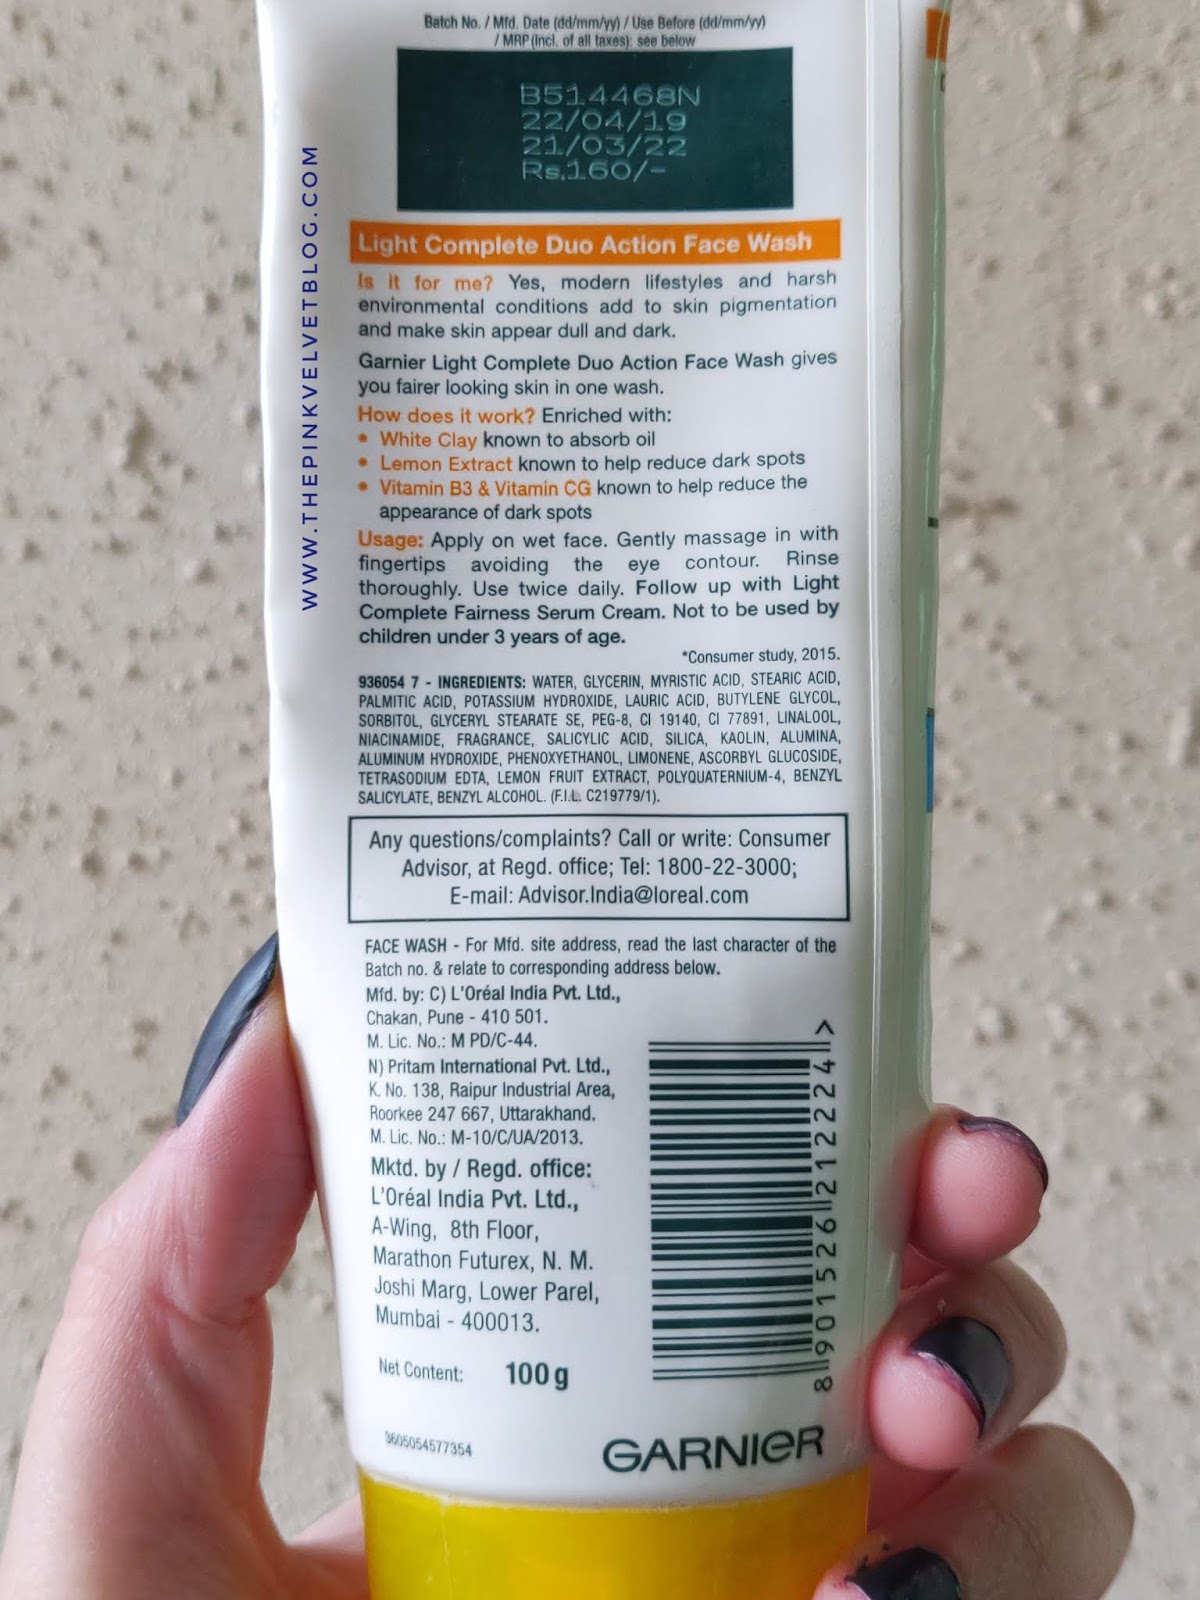 Batch No. / Mfd. Date (dd/mm/yy) / Use Before (dd/mm/yy)
/ MRP (Incl. of all taxes): see below
B514468N
22/04/19
21/03/22
Rs.160/-
WWW.THEPINKVELVETBLOG.COM
Light Complete Duo Action Face Wash
Is it for me? Yes, modern lifestyles and harsh
environmental conditions add to skin pigmentation
and make skin appear dull and dark.
Garnier Light Complete Duo Action Face Wash gives
you fairer looking skin in one wash.
How does it work? Enriched with:
• White Clay known to absorb oil
• Lemon Extract known to help reduce dark spots
• Vitamin B3 & Vitamin CG known to help reduce the
appearance of dark spots
Usage: Apply on wet face. Gently massage in with
fingertips avoiding the eye contour. Rinse
thoroughly. Use twice daily. Follow up with Light
Complete Fairness Serum Cream. Not to be used by
children under 3 years of age.
*Consumer study, 2015.
936054 7 - INGREDIENTS: WATER, GLYCERIN, MYRISTIC ACID, STEARIC ACID,
PALMITIC ACID, POTASSIUM HYDROXIDE, LAURIC ACID, BUTYLENE GLYCOL,
SORBITOL, GLYCERYL STEARATE SE, PEG-8, CI 19140, CI 77891, LINALOOL,
NIACINAMIDE, FRAGRANCE, SALICYLIC ACID, SILICA, KAOLIN, ALUMINA,
ALUMINUM HYDROXIDE, PHENOXYETHANOL, LIMONENE, ASCORBYL GLUCOSIDE,
TETRASODIUM EDTA, LEMON FRUIT EXTRACT, POLYQUATERNIUM-4, BENZYL
SALICYLATE, BENZYL ALCOHOL. (F.I.L. C219779/1).
Any questions/complaints? Call or write: Consumer
Advisor, at Regd. office; Tel: 1800-22-3000;
E-mail: Advisor.India@loreal.com
FACE WASH - For Mfd. site address, read the last character of the
Batch no. & relate to corresponding address below.
Mfd. by: C) L'Oréal India Pvt. Ltd.,
Chakan, Pune - 410 501.
M. Lic. No.: M PD/C-44.
N) Pritam International Pvt. Ltd.,
K. No. 138, Raipur Industrial Area,
Roorkee 247 667, Uttarakhand.
M. Lic. No.: M-10/C/UA/2013.
Mktd. by / Regd. office:
L'Oréal India Pvt. Ltd.,
A-Wing, 8th Floor,
Marathon Futurex, N. M.
Joshi Marg, Lower Parel,
Mumbai - 400013.
8 901526 212224 >
Net Content: 100 g
3605054577354
GARNIER